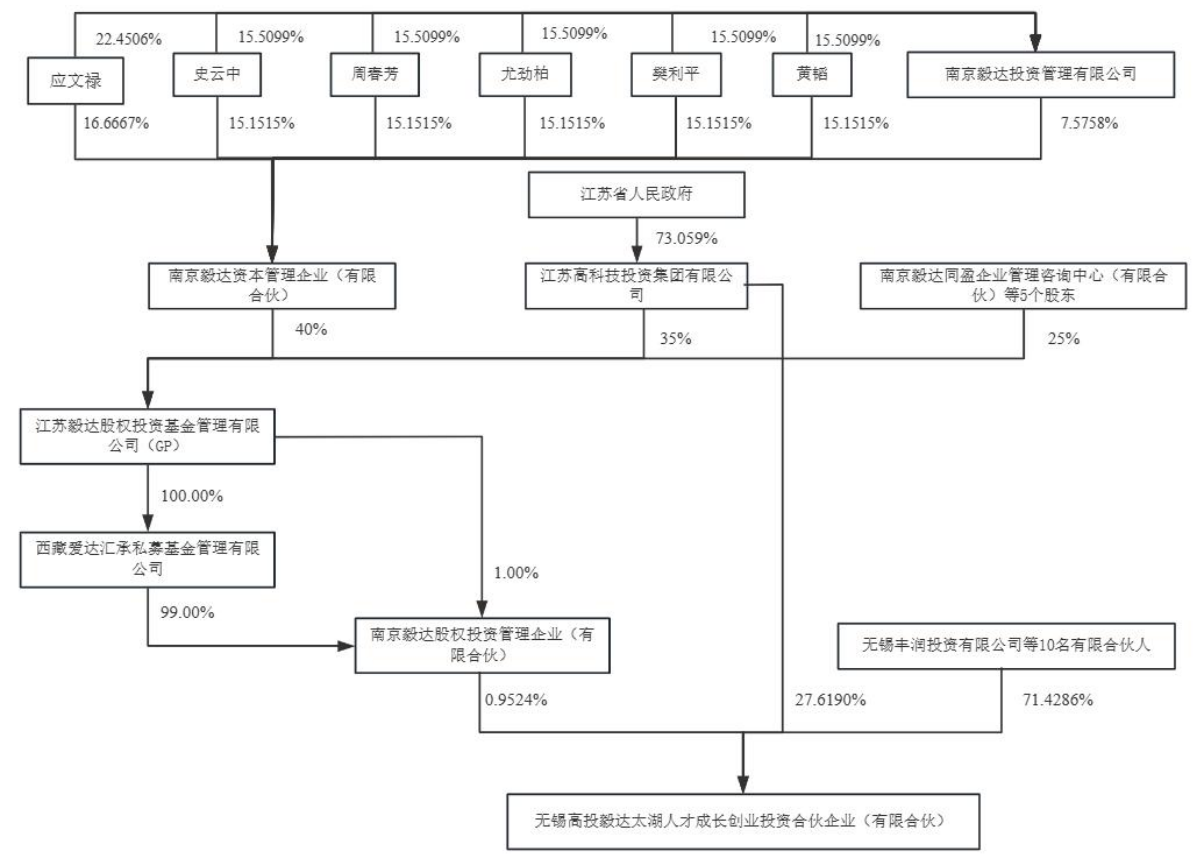 22.4506%
15.5099%
15.5099%
15.5099%
15.5099%
15.5099%
应文禄
史云中
周春芳
尤劲柏
樊利平
黄韬
南京毅达投资管理有限公司
16.6667%
15.1515%
15.1515%
15.1515%
15.1515%
15.1515%
7.5758%
江苏省人民政府
73.059%
南京毅达资本管理企业（有限
合伙）
江苏高科技投资集团有限公
司
南京毅达同盈企业管理咨询中心（有限合
伙）等5个股东
40%
35%
25%
江苏毅达股权投资基金管理有限
公司（GP）
100.00%
西藏爱达汇承私募基金管理有限
公司
1.00%
99.00%
南京毅达股权投资管理企业（有
限合伙）
无锡丰润投资有限公司等10名有限合伙人
0.9524%
27.6190%
71.4286%
无锡高投毅达太湖人才成长创业投资合伙企业（有限合伙）